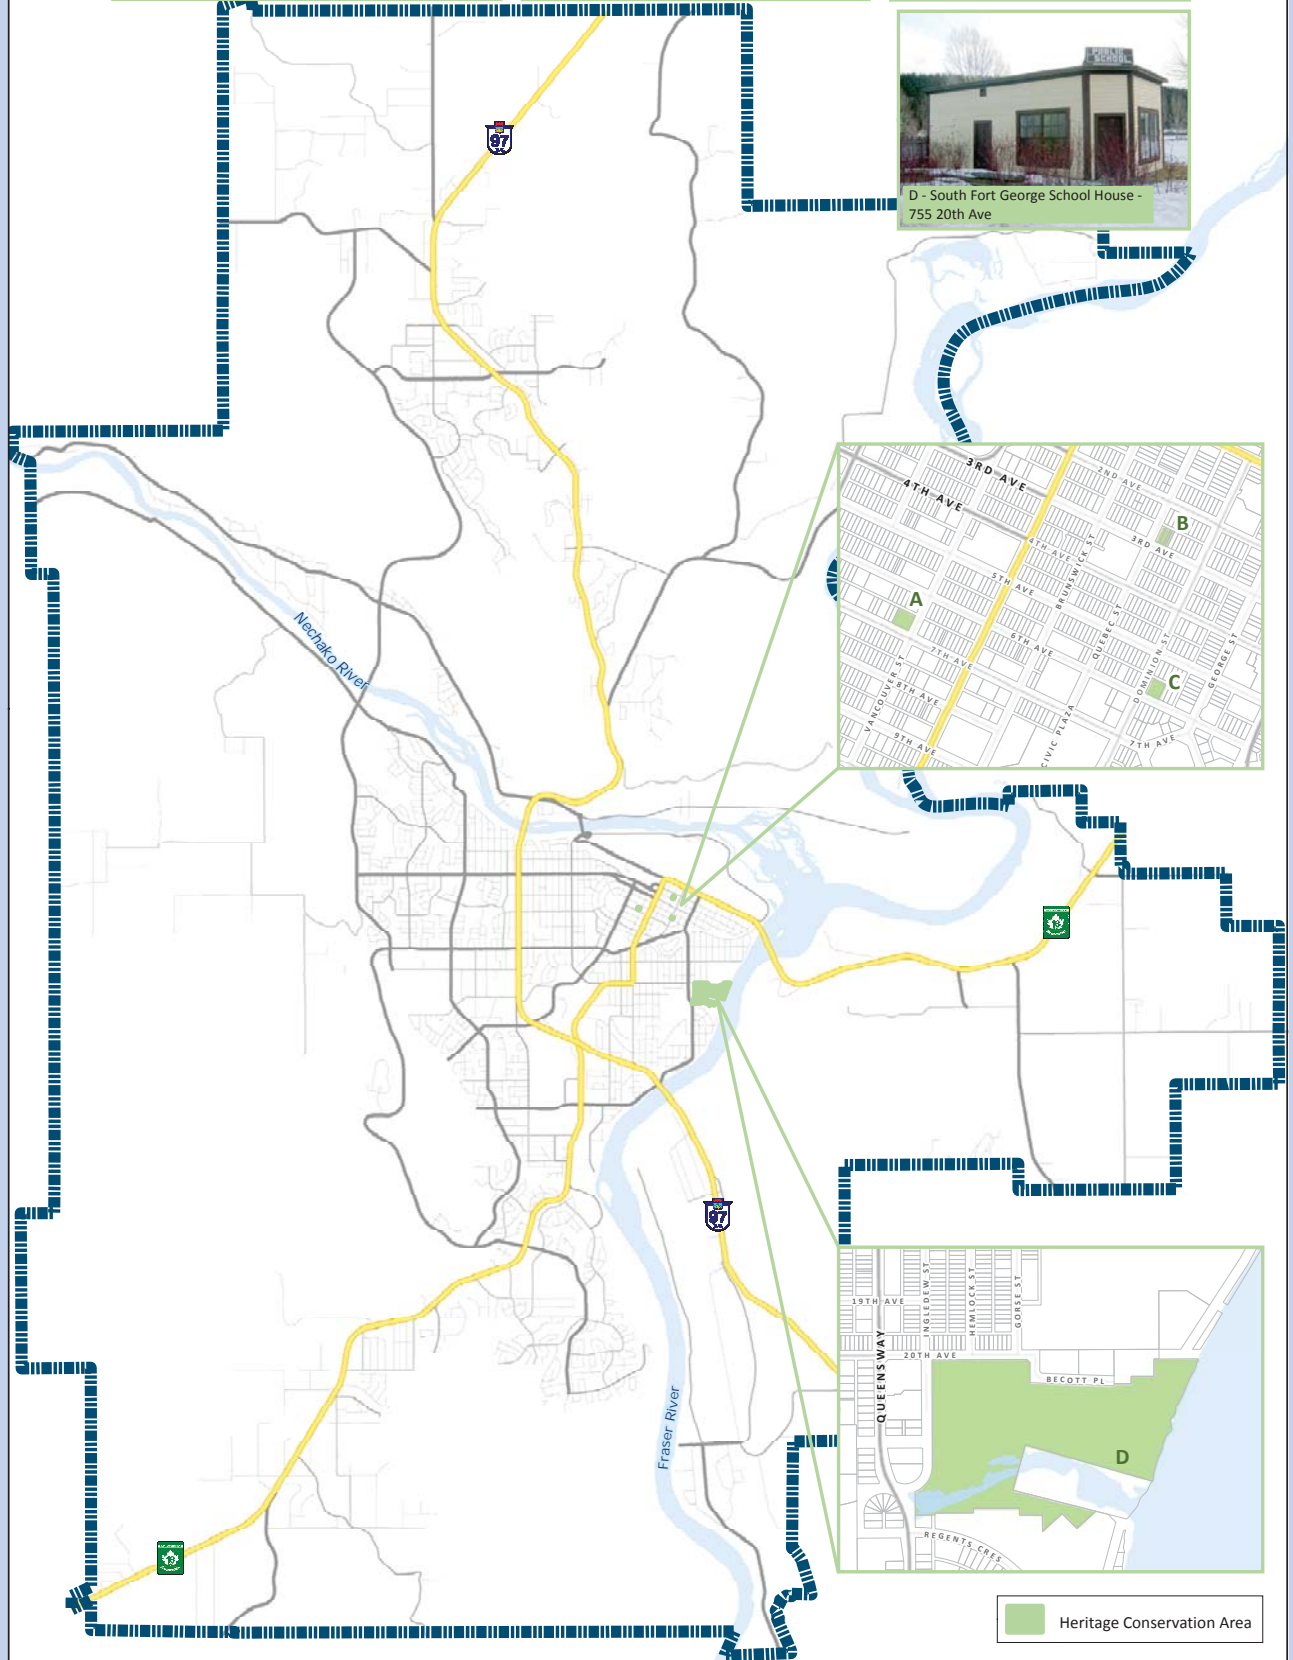 97
PUBLIC
SCHOOL
D - South Fort George School House -
755 20th Ave
3RD AVE
2ND AVE
4TH AVE
B
3RD AVE
4TH AVE
BRUNSWICK ST
5TH AVE
A
QUEBEC ST
6TH AVE
DOMINION ST
GEORGE ST
7TH AVE
VANCOUVER ST
8TH AVE
C
CIVIC PLAZA
7TH AVE
9TH AVE
Nechako River
97
INGLEDEW ST
HEMLOCK ST
GORSE ST
19TH AVE
QUEENSWAY
20TH AVE
BECOTT PL
Fraser River
D
REGENTS CRES
Heritage Conservation Area